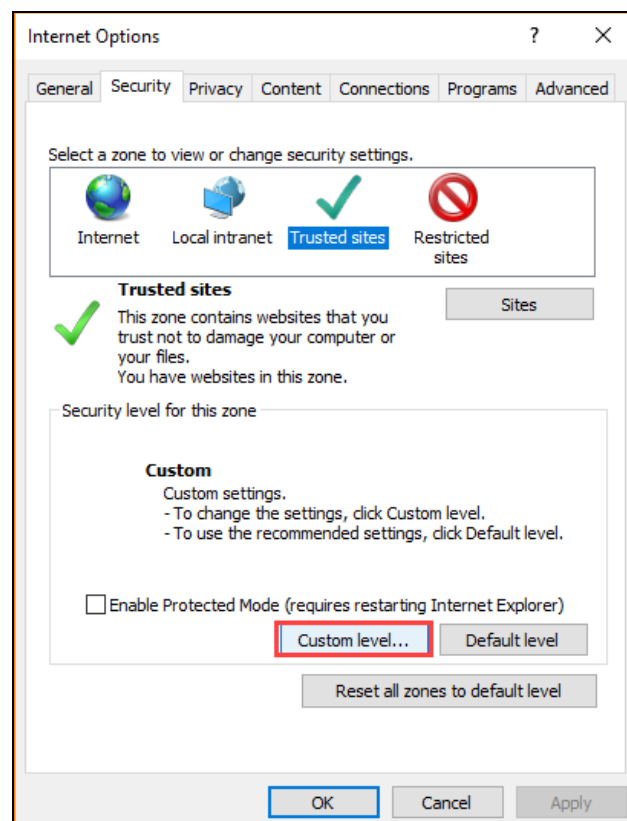 Internet Options ?
General Security Privacy Content Connections Programs Advanced
Select a zone to view or change security settings.
Internet Local intranet Trusted sites Restricted
sites
Trusted sites
This zone contains websites that you
trust not to damage your computer or
your files.
You have websites in this zone.
Sites
Security level for this zone
Custom
Custom settings.
- To change the settings, click Custom level.
- To use the recommended settings, click Default level.
Enable Protected Mode (requires restarting Internet Explorer)
Custom level... Default level
Reset all zones to default level
OK Cancel Apply